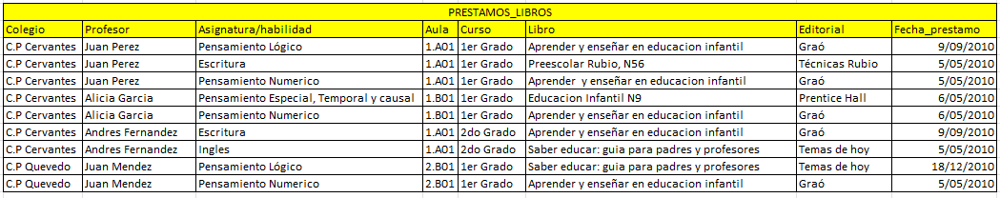 PRESTAMOS_LIBROS
Colegio Profesor Asignatura/habilidad Aula Curso Libro Editorial Fecha_prestamo
C.P Cervantes Juan Perez Pensamiento Lógico 1.A01 1er Grado Aprender y enseñar en educacion infantil Graó 9/09/2010
C.P Cervantes Juan Perez Escritura 1.A01 1er Grado Preescolar Rubio, N56 Técnicas Rubio 5/05/2010
C.P Cervantes Juan Perez Pensamiento Numerico 1.A01 1er Grado Aprender  y enseñar en educacion infantil Graó 5/05/2010
C.P Cervantes Alicia Garcia Pensamiento Especial, Temporal y causal 1.B01 1er Grado Educacion Infantil N9 Prentice Hall 6/05/2010
C.P Cervantes Alicia Garcia Pensamiento Numerico 1.B01 1er Grado Aprender y enseñar en educacion infantil Graó 6/05/2010
C.P Cervantes Andres Fernandez Escritura 1.A01 2do Grado Aprender y enseñar en educacion infantil Graó 9/09/2010
C.P Cervantes Andres Fernandez Ingles 1.A01 2do Grado Saber educar: guia para padres y profesores Temas de hoy 5/05/2010
C.P Quevedo Juan Mendez Pensamiento Lógico 2.B01 1er Grado Saber educar: guia para padres y profesores Temas de hoy 18/12/2010
C.P Quevedo Juan Mendez Pensamiento Numerico 2.B01 1er Grado Aprender y enseñar en educacion infantil Graó 5/05/2010